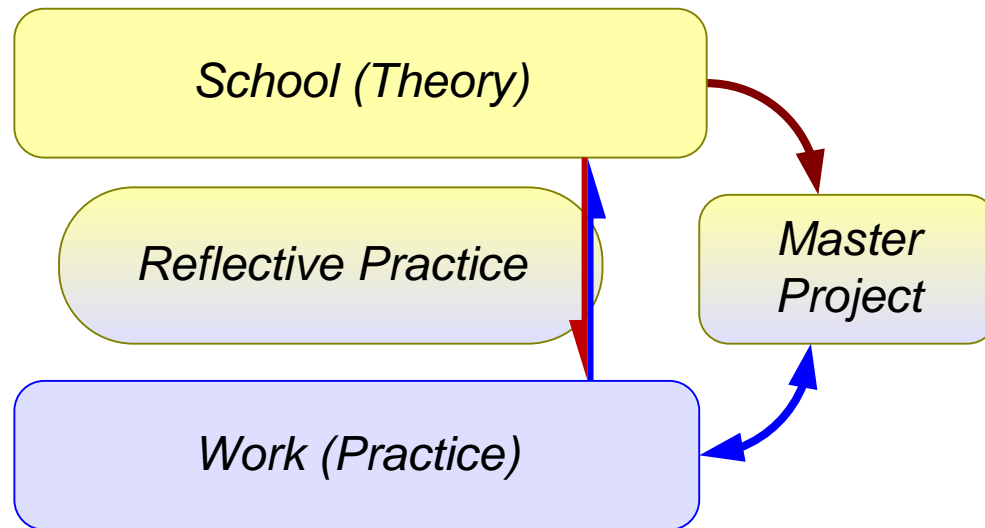 School (Theory)
Reflective Practice
Master
Project
Work (Practice)